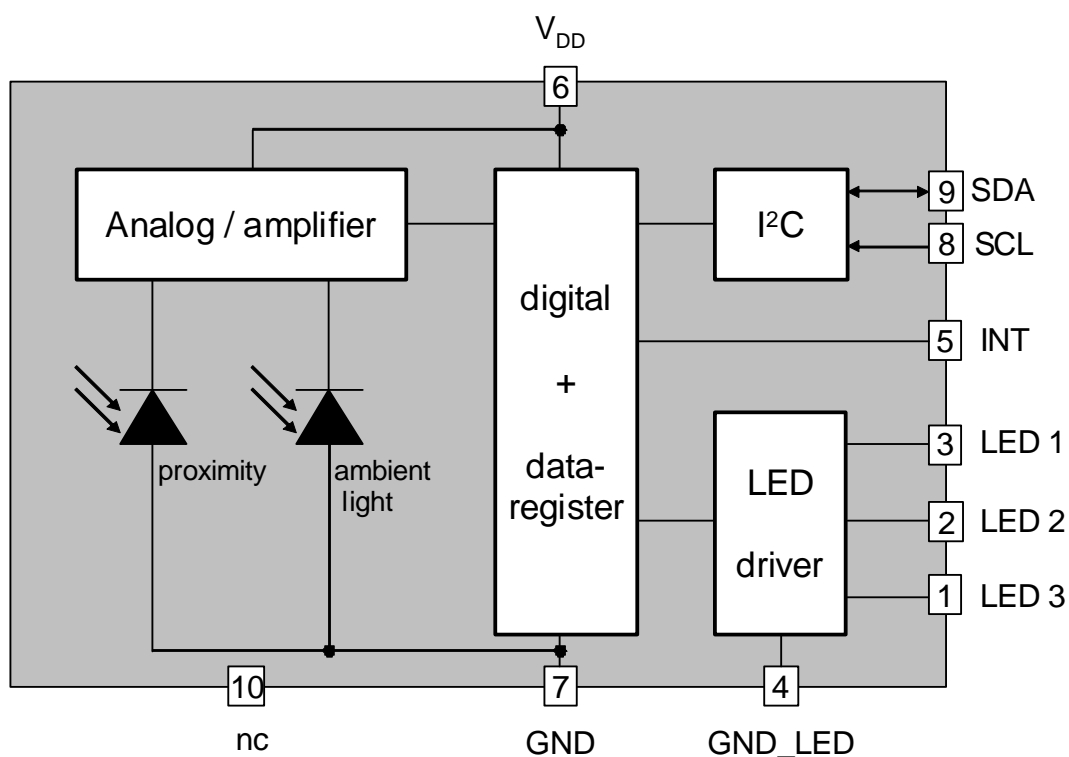 V_DD
6
Analog / amplifier
digital
+
data-
register
I²C
9 SDA
8 SCL
5 INT
proximity
ambient
light
LED
driver
3 LED 1
2 LED 2
1 LED 3
10
7
4
nc
GND
GND_LED